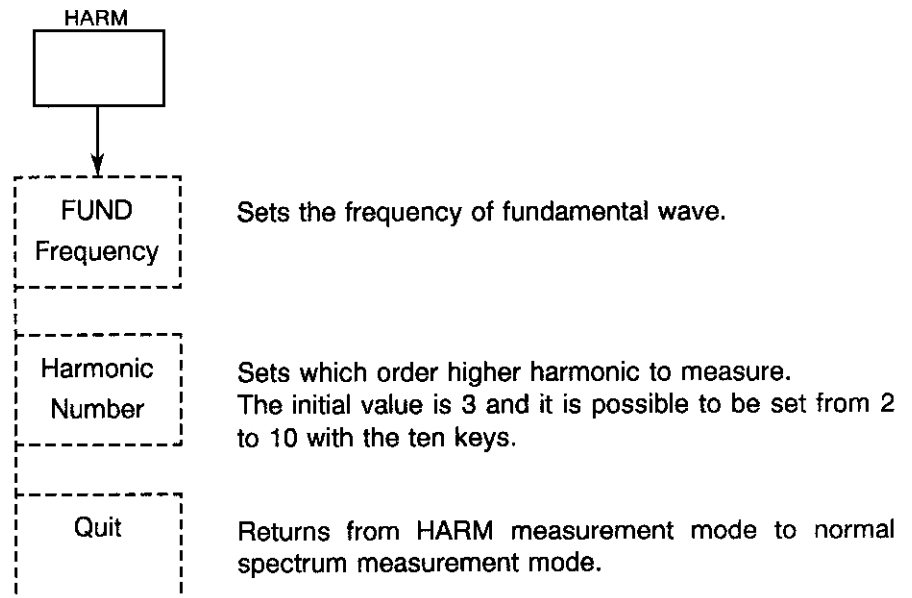 HARM
FUND
Frequency
Sets the frequency of fundamental wave.
Harmonic
Number
Sets which order higher harmonic to measure.
The initial value is 3 and it is possible to be set from 2
to 10 with the ten keys.
Quit
Returns from HARM measurement mode to normal
spectrum measurement mode.